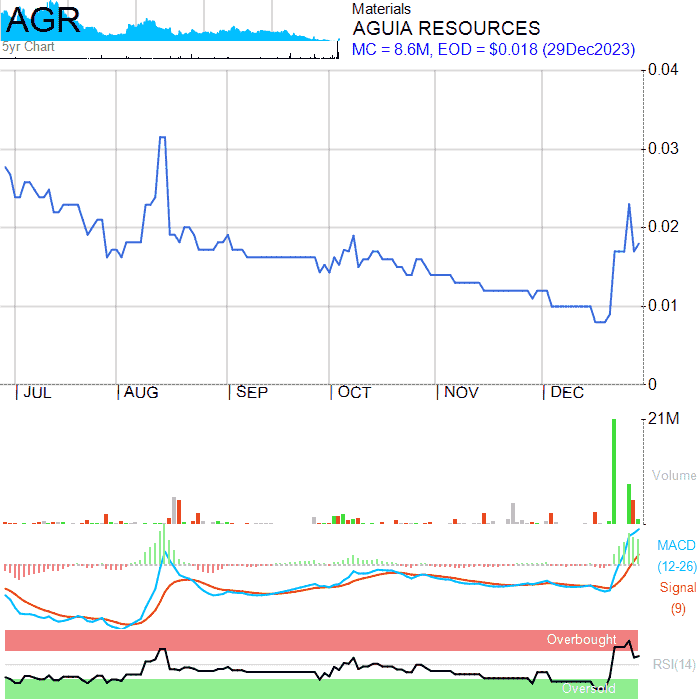 AGR
5yr Chart
Materials
AGUIA RESOURCES
MC = 8.6M, EOD = $0.018 (29Dec2023)
0.04
0.03
0.02
0.01
0
JUL AUG SEP OCT NOV DEC
21M
Volume
MACD
(12-26)
Signal
(9)
Overbought
RSI(14)
Oversold